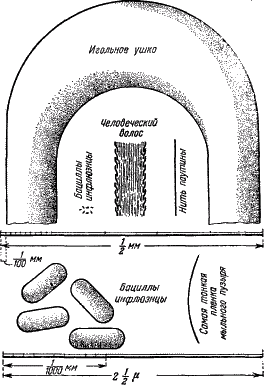 Игольное ушко
Человеческий
волос
Бациллы
инфлюэнцы
Нить паутины
1/2 мм
1/100 мм
Бациллы
инфлюэнцы
Самая тонкая
пленка
мыльного пузыря
1/1000 мм
2 1/2 μ